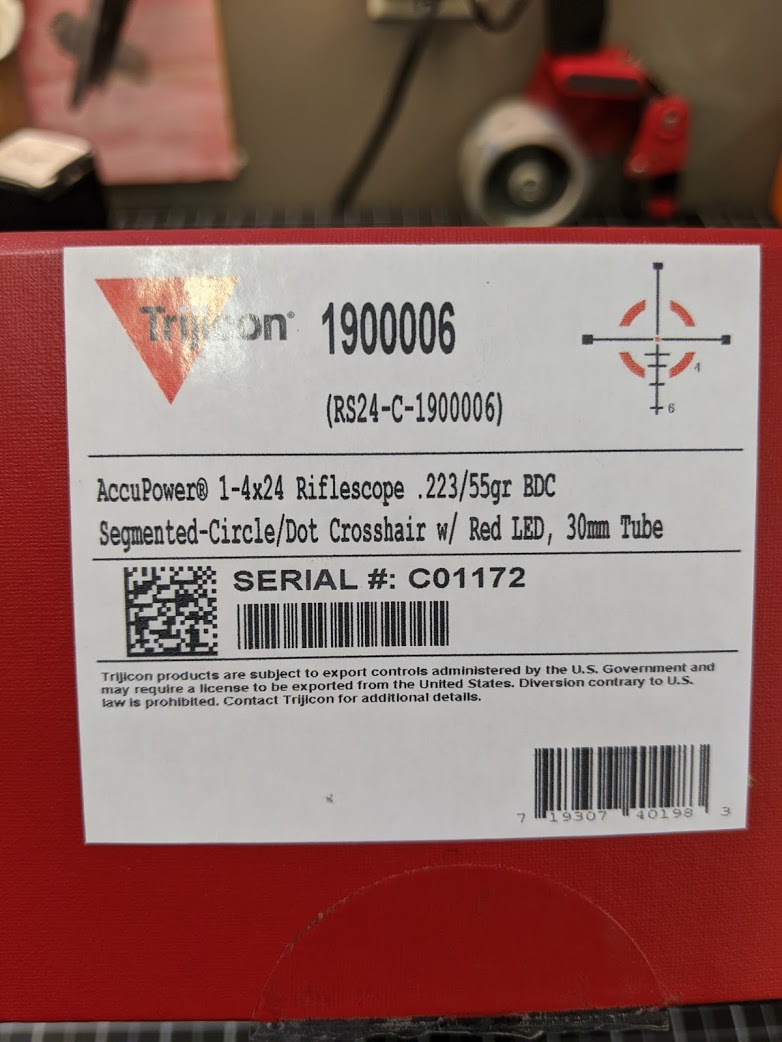 Trijicon® 1900006
(RS24-C-1900006)
4
6
AccuPower® 1-4x24 Riflescope .223/55gr BDC
Segmented-Circle/Dot Crosshair w/ Red LED, 30mm Tube
SERIAL #: C01172
Trijicon products are subject to export controls administered by the U.S. Government and
may require a license to be exported from the United States. Diversion contrary to U.S.
law is prohibited. Contact Trijicon for additional details.
7 19307 40198 3